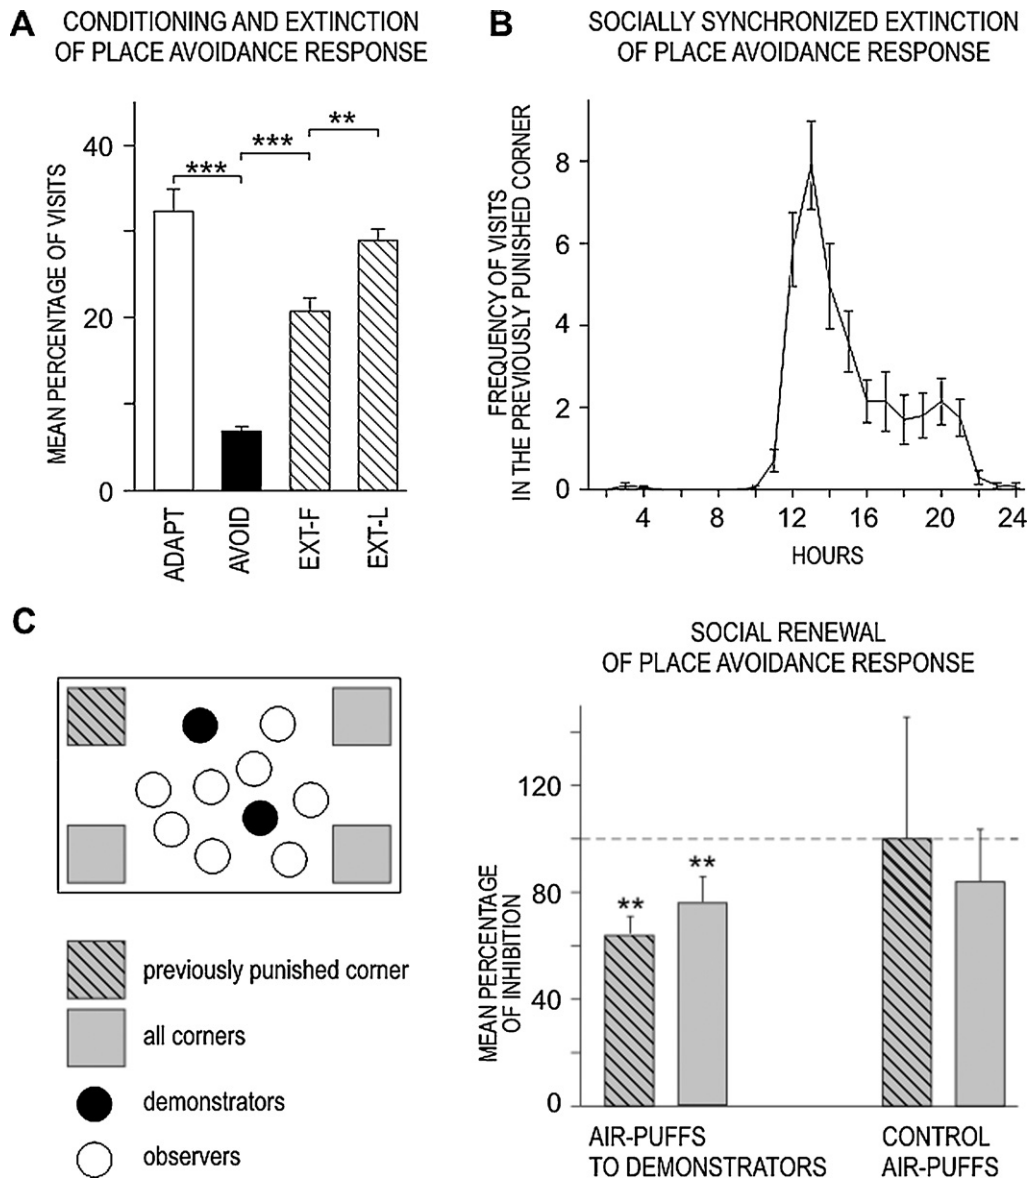 A
CONDITIONING AND EXTINCTION
OF PLACE AVOIDANCE RESPONSE
MEAN PERCENTAGE OF VISITS
40
20
0
***
***
**
ADAPT
AVOID
EXT-F
EXT-L
B
SOCIALLY SYNCHRONIZED EXTINCTION
OF PLACE AVOIDANCE RESPONSE
FREQUENCY OF VISITS
IN THE PREVIOUSLY PUNISHED CORNER
8
6
4
2
0
4
8
12
16
20
24
HOURS
C
previously punished corner
all corners
demonstrators
observers
SOCIAL RENEWAL
OF PLACE AVOIDANCE RESPONSE
MEAN PERCENTAGE
OF INHIBITION
120
80
40
0
**
**
AIR-PUFFS
TO DEMONSTRATORS
CONTROL
AIR-PUFFS